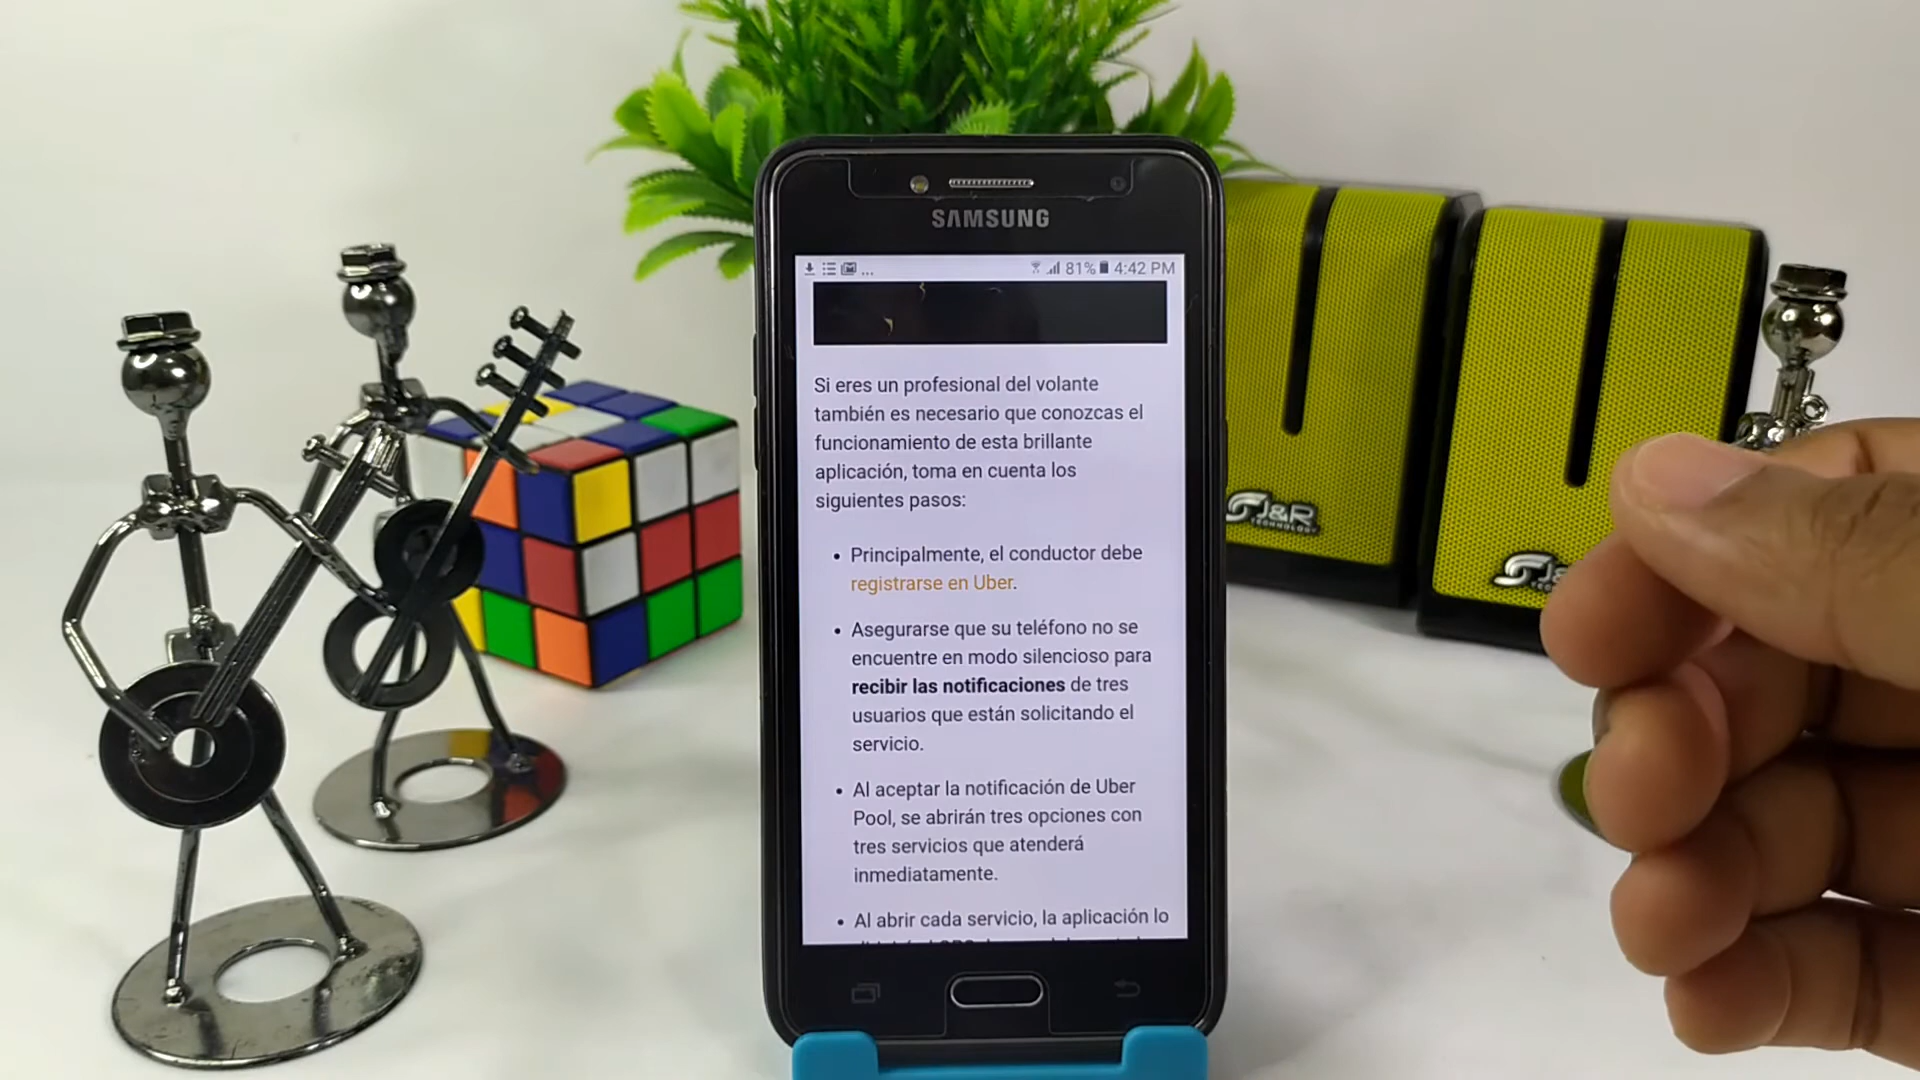 SAMSUNG
... 81% 4:42 PM
Si eres un profesional del volante
también es necesario que conozcas el
funcionamiento de esta brillante
aplicación, toma en cuenta los
siguientes pasos:
• Principalmente, el conductor debe
registrarse en Uber.
• Asegurarse que su teléfono no se
encuentre en modo silencioso para
recibir las notificaciones de tres
usuarios que están solicitando el
servicio.
• Al aceptar la notificación de Uber
Pool, se abrirán tres opciones con
tres servicios que atenderá
inmediatamente.
• Al abrir cada servicio, la aplicación lo
J&R
TECHNOLOGY